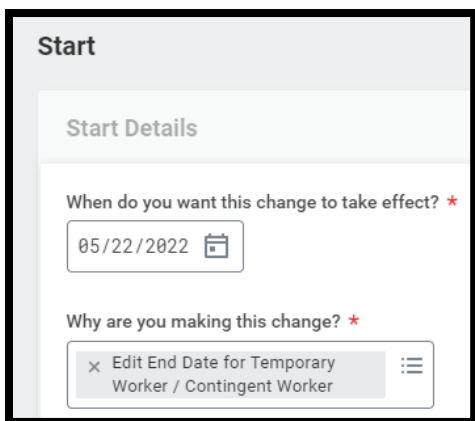 Start
Start Details
When do you want this change to take effect? *
05/22/2022
Why are you making this change? *
× Edit End Date for Temporary
Worker / Contingent Worker